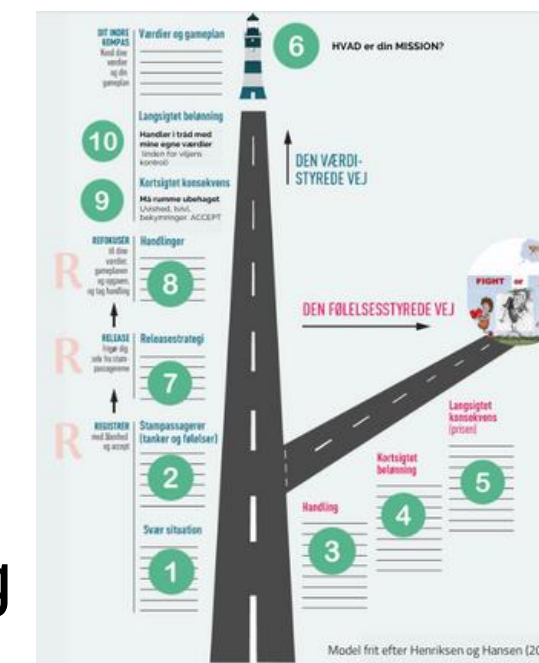 DIT INDRE
KOMPAS
Kend dine
værdier
og din
gameplan
Værdier og gameplan
6
HVAD er din MISSION?
Langsigtet belønning
10
Handler i tråd med
mine egne værdier
(inden for viljens
kontrol)
Kortsigtet konsekvens
9
Må rumme ubehaget
Uvished, tvivl,
bekymringer. ACCEPT
DEN VÆRDI-
STYREDE VEJ
R
REFOKUSÉR
til dine
værdier,
gameplanen
og opgaven,
og tag handling
Handlinger
8
DEN FØLELSESSTYREDE VEJ
FIGHT or
R
RELEASE
frigør dig
selv fra stam-
passagererne
Releasestrategi
7
R
REGISTRER
med åbenhed
og accept
Stampassagerer
(tanker og følelser)
2
Svær situation
1
Handling
3
Kortsigtet
belønning
4
Langsigtet
konsekvens
(prisen)
5
g
Model frit efter Henriksen og Hansen (20